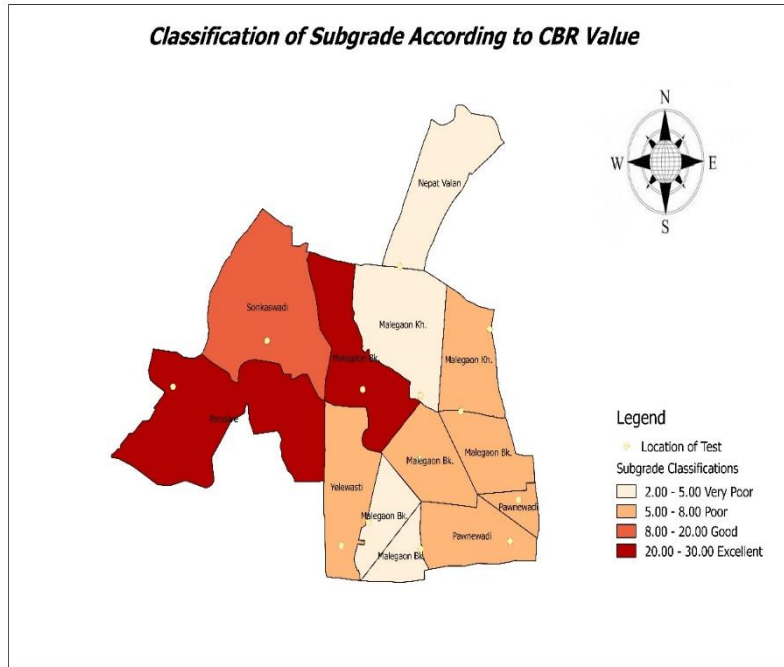 Classification of Subgrade According to CBR Value
N
W
E
S
Nepat Valan
Sonkaswadi
Malegaon Kh.
Malegaon Bk.
Malegaon Kh.
Malegaon Bk.
Malegaon Bk.
Yelewasti
Pawnewadi
Malegaon Bk.
Pawnewadi
Malegaon Bk.
Legend
Location of Test
Subgrade Classifications
2.00 - 5.00 Very Poor
5.00 - 8.00 Poor
8.00 - 20.00 Good
20.00 - 30.00 Excellent